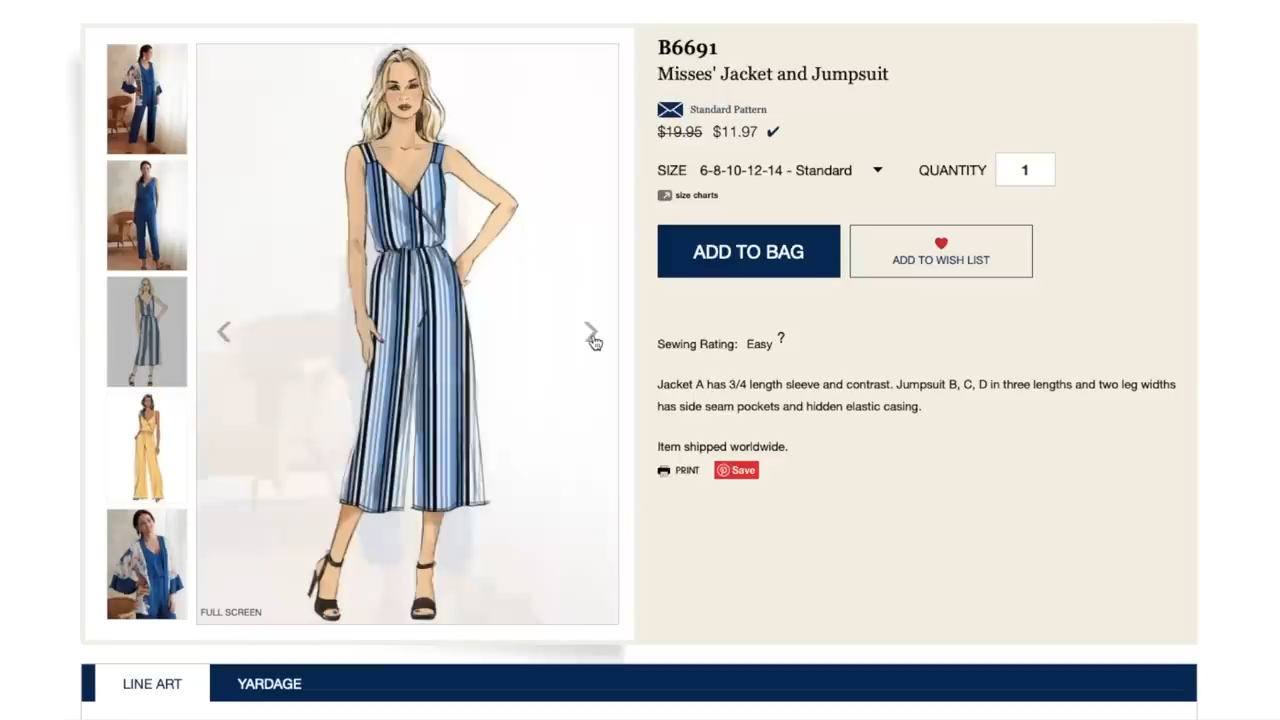 B6691
Misses' Jacket and Jumpsuit
Standard Pattern
$19.95 $11.97 ✔
SIZE 6-8-10-12-14 - Standard QUANTITY 1
size charts
ADD TO BAG
ADD TO WISH LIST
Sewing Rating: Easy ?
Jacket A has 3/4 length sleeve and contrast. Jumpsuit B, C, D in three lengths and two leg widths
has side seam pockets and hidden elastic casing.
Item shipped worldwide.
PRINT Save
FULL SCREEN
LINE ART YARDAGE